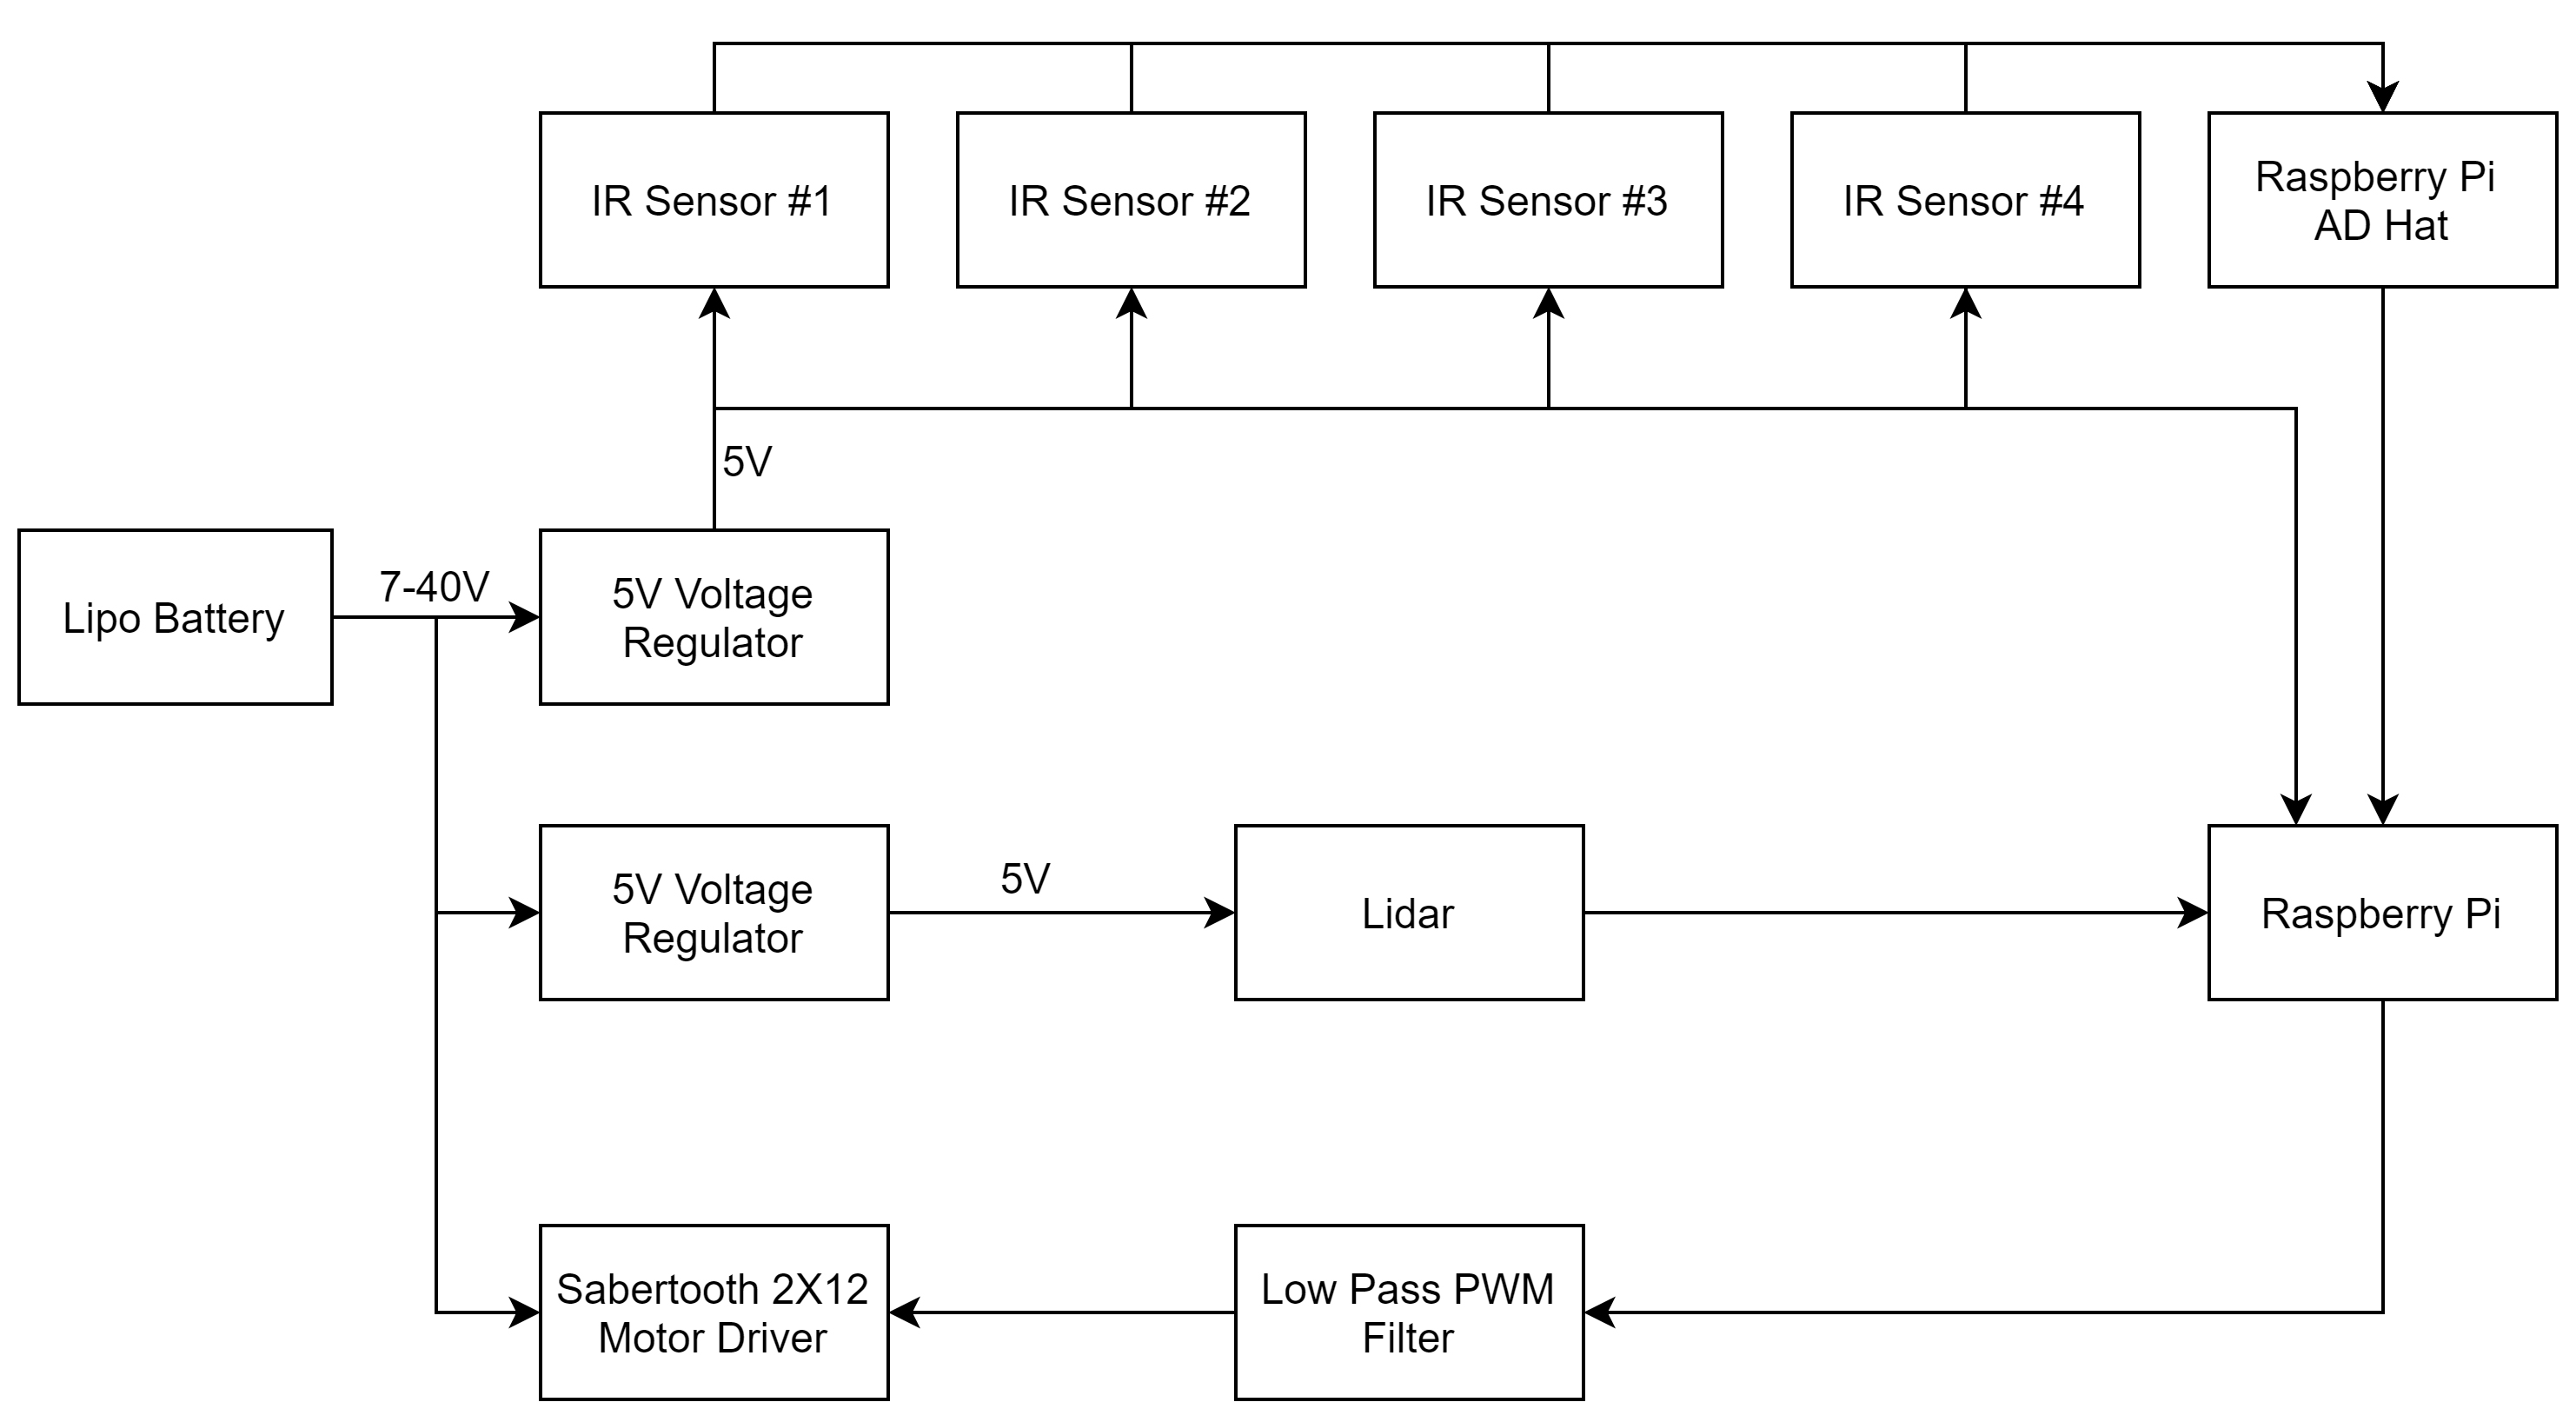 IR Sensor #1
IR Sensor #2
IR Sensor #3
IR Sensor #4
Raspberry Pi
AD Hat
5V
Lipo Battery
7-40V
5V Voltage
Regulator
5V Voltage
Regulator
5V
Lidar
Raspberry Pi
Sabertooth 2X12
Motor Driver
Low Pass PWM
Filter